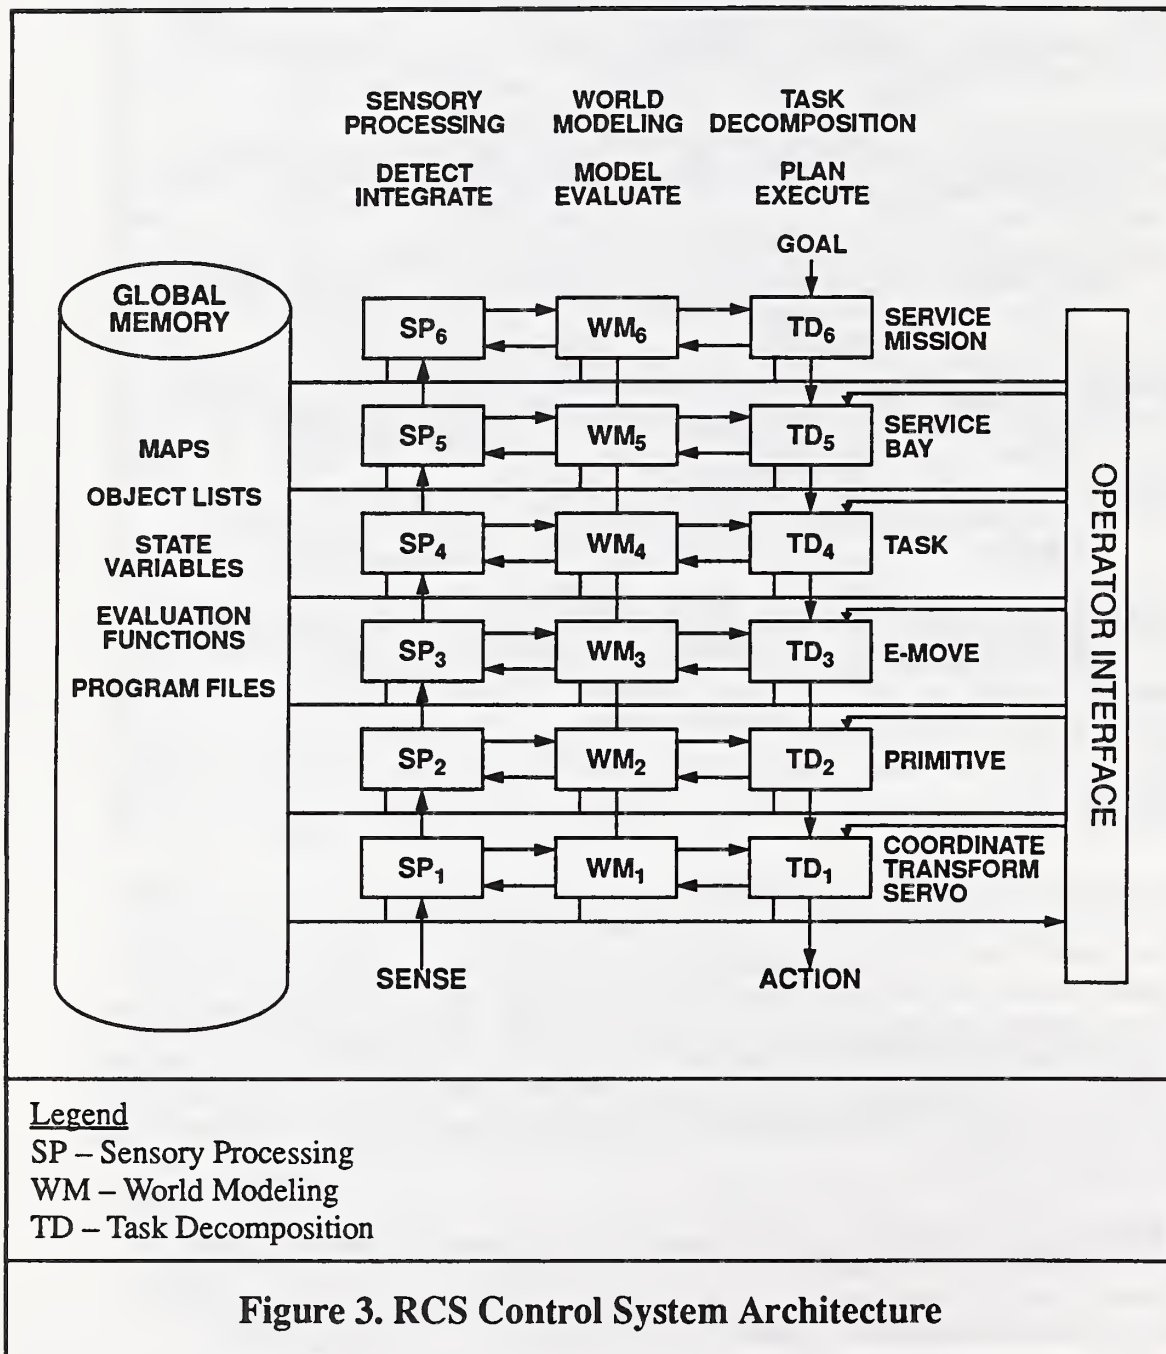 SENSORY
PROCESSING
WORLD
MODELING
TASK
DECOMPOSITION
DETECT
INTEGRATE
MODEL
EVALUATE
PLAN
EXECUTE
GOAL
GLOBAL
MEMORY
MAPS
OBJECT LISTS
STATE
VARIABLES
EVALUATION
FUNCTIONS
PROGRAM FILES
SP6 WM6 TD6
SERVICE
MISSION
SP5 WM5 TD5
SERVICE
BAY
SP4 WM4 TD4 TASK
SP3 WM3 TD3 E-MOVE
SP2 WM2 TD2 PRIMITIVE
SP1 WM1 TD1
COORDINATE
TRANSFORM
SERVO
SENSE
ACTION
OPERATOR INTERFACE
Legend
SP – Sensory Processing
WM – World Modeling
TD – Task Decomposition
Figure 3. RCS Control System Architecture